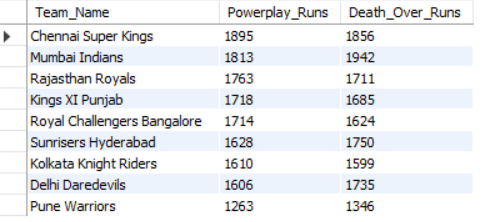 Team_Name Powerplay_Runs Death_Over_Runs
Chennai Super Kings 1895 1856
Mumbai Indians 1813 1942
Rajasthan Royals 1763 1711
Kings XI Punjab 1718 1685
Royal Challengers Bangalore 1714 1624
Sunrisers Hyderabad 1628 1750
Kolkata Knight Riders 1610 1599
Delhi Daredevils 1606 1735
Pune Warriors 1263 1346